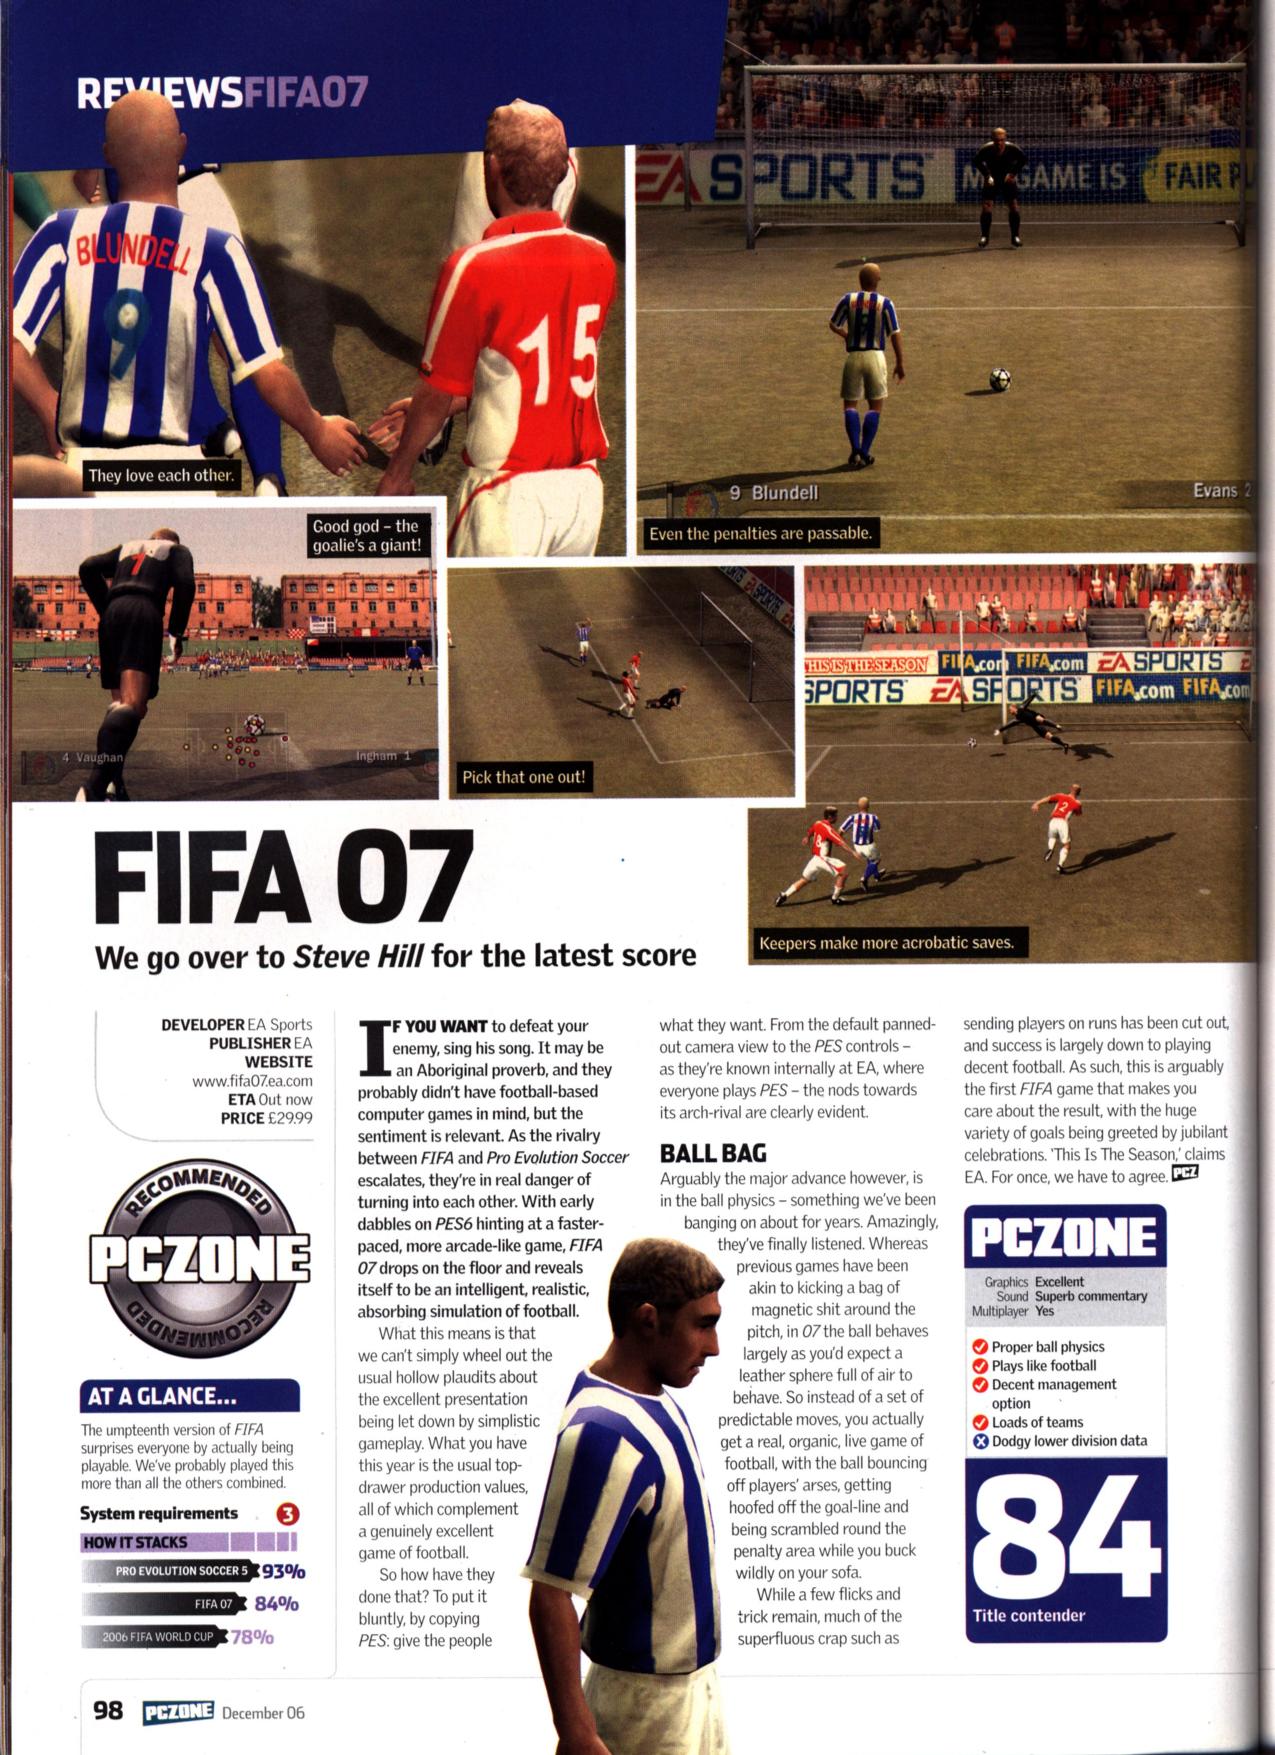 REVIEWSFIFA07
EA SPORTS
GAME IS
FAIR
BLUNDELL
9
15
They love each other.
9 Blundell
Evans 2
Even the penalties are passable.
Good god – the
goalie's a giant!
1
4 Vaughan
Ingham 1
SPORTS
Pick that one out!
THIS IS THE SEASON FIFA.com FIFA.com EA SPORTS
SPORTS EA SPORTS FIFA.com FIFA.com
8
2
Keepers make more acrobatic saves.
FIFA 07
We go over to Steve Hill for the latest score
DEVELOPER EA Sports
PUBLISHER EA
WEBSITE
www.fifa07.ea.com
ETA Out now
PRICE £29.99
RECOMMENDED
PCZONE
RECOMMENDED
AT A GLANCE...
The umpteenth version of FIFA
surprises everyone by actually being
playable. We've probably played this
more than all the others combined.
System requirements 3
HOW IT STACKS
PRO EVOLUTION SOCCER 5 93%
FIFA 07 84%
2006 FIFA WORLD CUP 78%
IF YOU WANT to defeat your
enemy, sing his song. It may be
an Aboriginal proverb, and they
probably didn't have football-based
computer games in mind, but the
sentiment is relevant. As the rivalry
between FIFA and Pro Evolution Soccer
escalates, they're in real danger of
turning into each other. With early
dabbles on PES6 hinting at a faster-
paced, more arcade-like game, FIFA
07 drops on the floor and reveals
itself to be an intelligent, realistic,
absorbing simulation of football.
What this means is that
we can't simply wheel out the
usual hollow plaudits about
the excellent presentation
being let down by simplistic
gameplay. What you have
this year is the usual top-
drawer production values,
all of which complement
a genuinely excellent
game of football.
So how have they
done that? To put it
bluntly, by copying
PES: give the people
what they want. From the default panned-
out camera view to the PES controls –
as they're known internally at EA, where
everyone plays PES – the nods towards
its arch-rival are clearly evident.
BALL BAG
Arguably the major advance however, is
in the ball physics – something we've been
banging on about for years. Amazingly,
they've finally listened. Whereas
previous games have been
akin to kicking a bag of
magnetic shit around the
pitch, in 07 the ball behaves
largely as you'd expect a
leather sphere full of air to
behave. So instead of a set of
predictable moves, you actually
get a real, organic, live game of
football, with the ball bouncing
off players' arses, getting
hoofed off the goal-line and
being scrambled round the
penalty area while you buck
wildly on your sofa.
While a few flicks and
trick remain, much of the
superfluous crap such as
sending players on runs has been cut out,
and success is largely down to playing
decent football. As such, this is arguably
the first FIFA game that makes you
care about the result, with the huge
variety of goals being greeted by jubilant
celebrations. 'This Is The Season,' claims
EA. For once, we have to agree. PCZ
PCZONE
Graphics Excellent
Sound Superb commentary
Multiplayer Yes
Proper ball physics
Plays like football
Decent management
option
Loads of teams
Dodgy lower division data
84
Title contender
98 PCZONE December 06